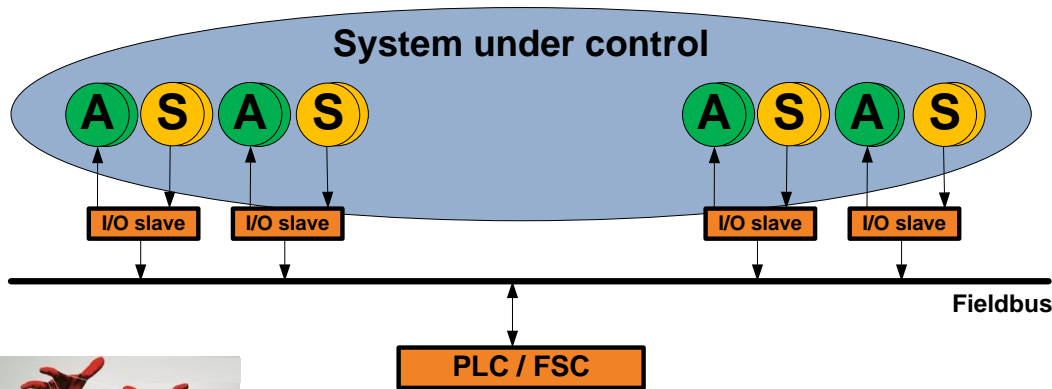 System under control
A S A S A S A S
I/O slave I/O slave I/O slave I/O slave
Fieldbus
PLC / FSC